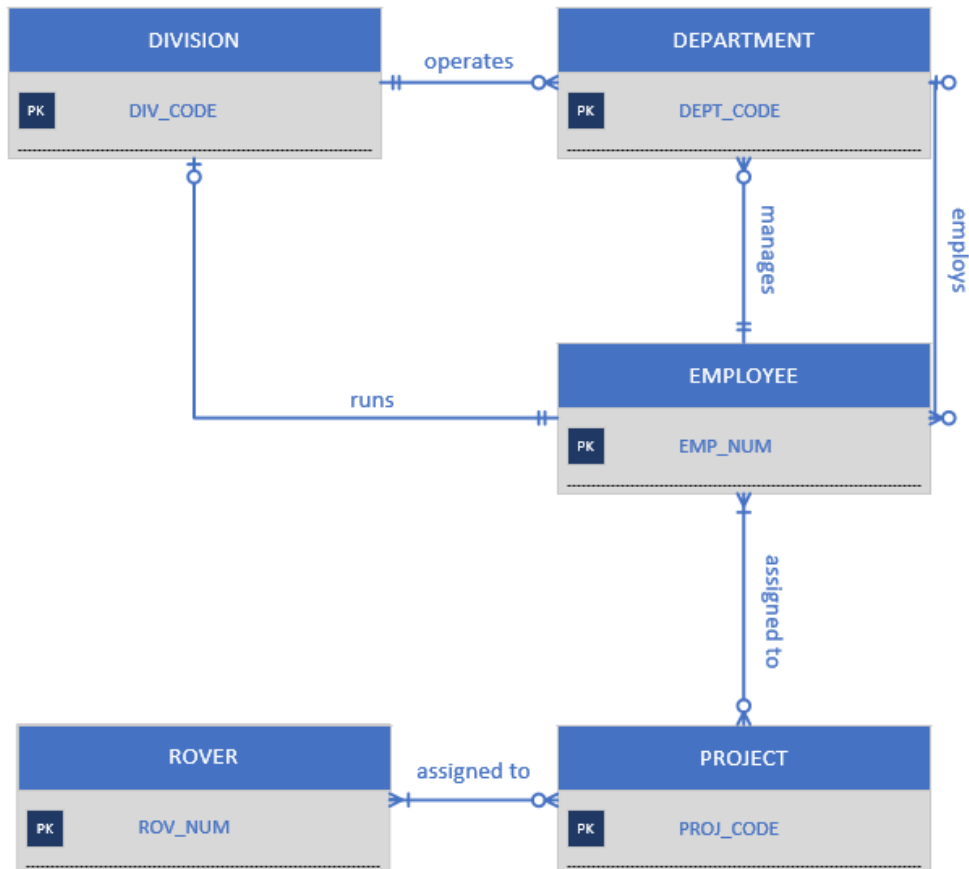 DIVISION
PK DIV_CODE
operates
DEPARTMENT
PK DEPT_CODE
employs
manages
runs
EMPLOYEE
PK EMP_NUM
assigned to
ROVER
PK ROV_NUM
assigned to
PROJECT
PK PROJ_CODE